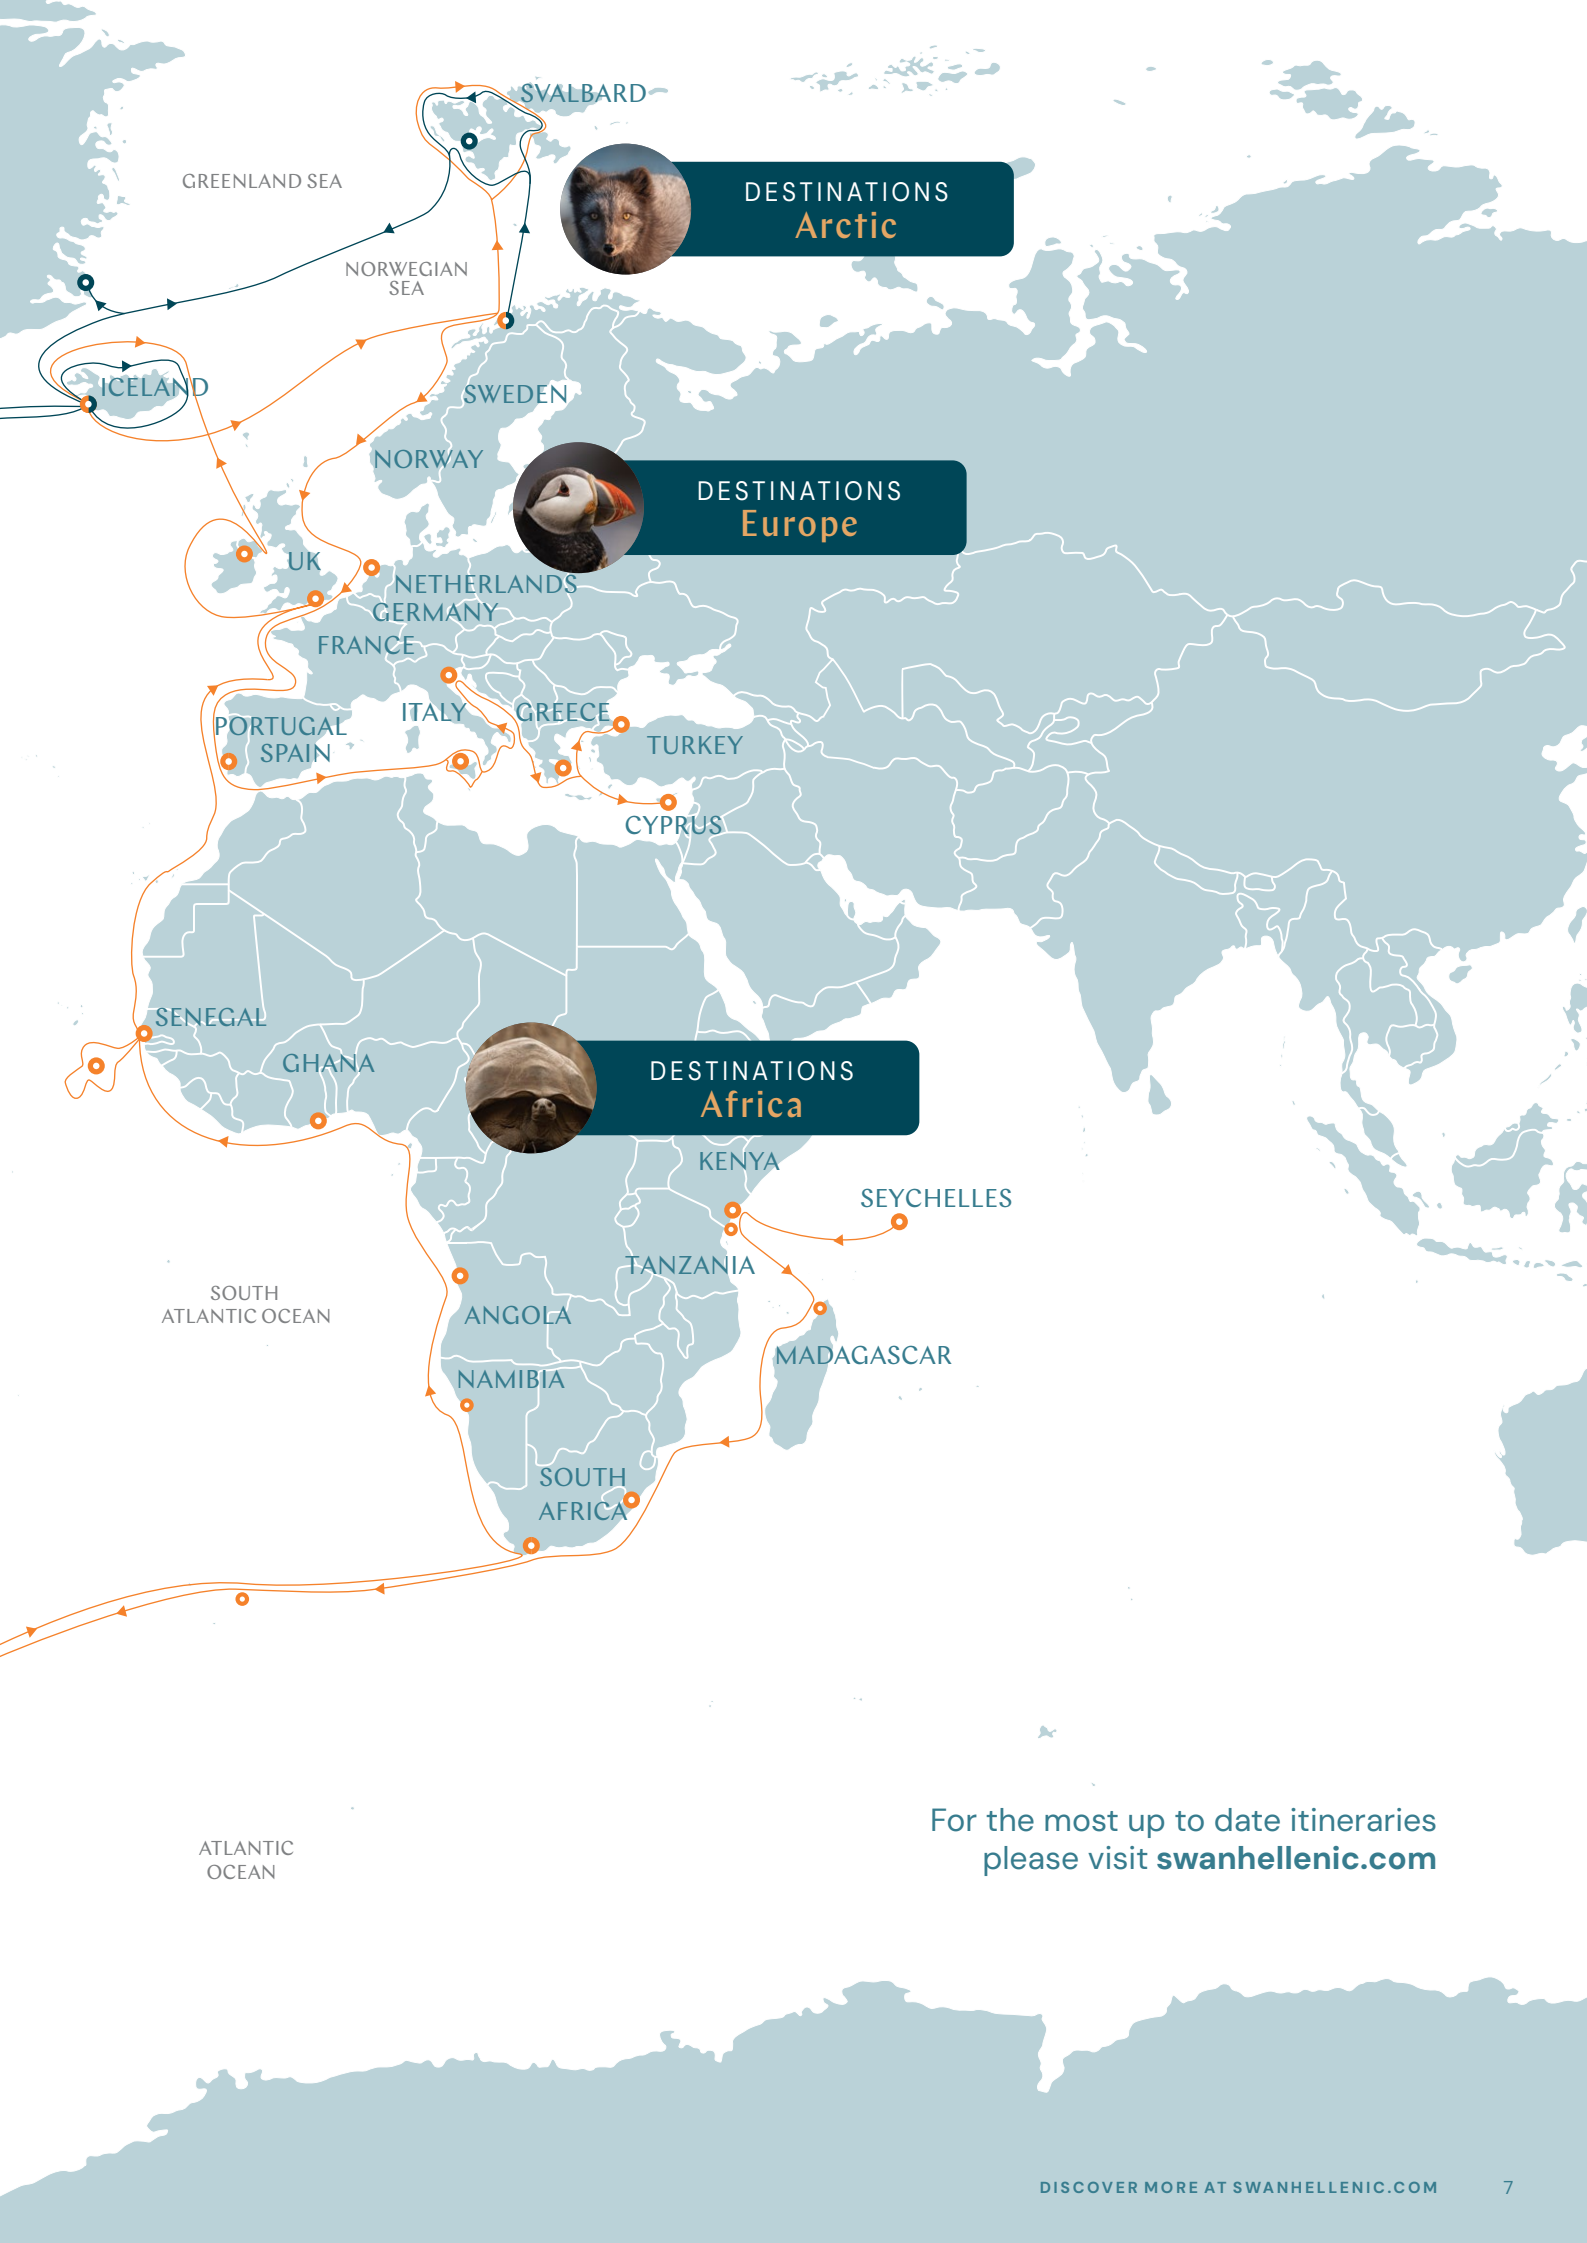 SVALBARD
GREENLAND SEA
DESTINATIONS
Arctic
NORWEGIAN
SEA
ICELAND
SWEDEN
NORWAY
DESTINATIONS
Europe
UK
NETHERLANDS
GERMANY
FRANCE
ITALY
GREECE
PORTUGAL
SPAIN
TURKEY
CYPRUS
SENEGAL
GHANA
DESTINATIONS
Africa
KENYA
SEYCHELLES
TANZANIA
SOUTH
ATLANTIC OCEAN
ANGOLA
MADAGASCAR
NAMIBIA
SOUTH
AFRICA
For the most up to date itineraries
please visit swanhellenic.com
ATLANTIC
OCEAN
DISCOVER MORE AT SWANHELLENIC.COM
7